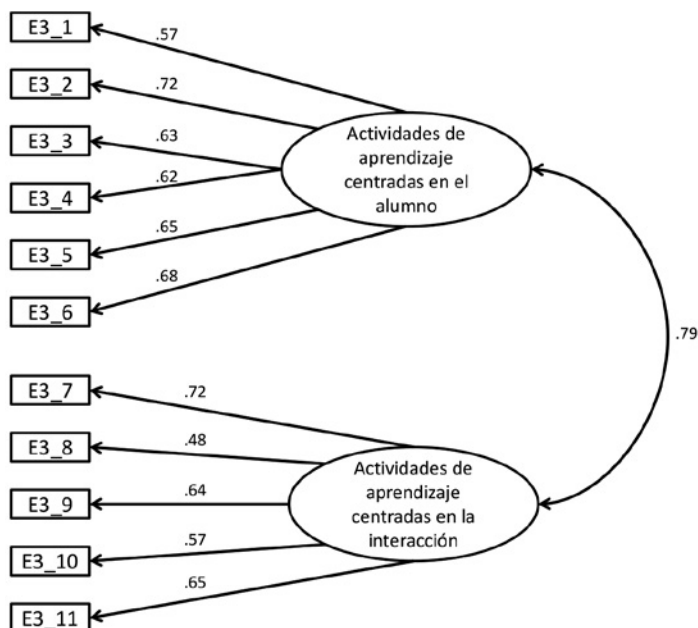 E3_1
.57
E3_2
.72
E3_3
.63
E3_4
.62
E3_5
.65
E3_6
.68
Actividades de
aprendizaje
centradas en el
alumno
.79
E3_7
.72
E3_8
.48
E3_9
.64
E3_10
.57
E3_11
.65
Actividades de
aprendizaje
centradas en la
interacción